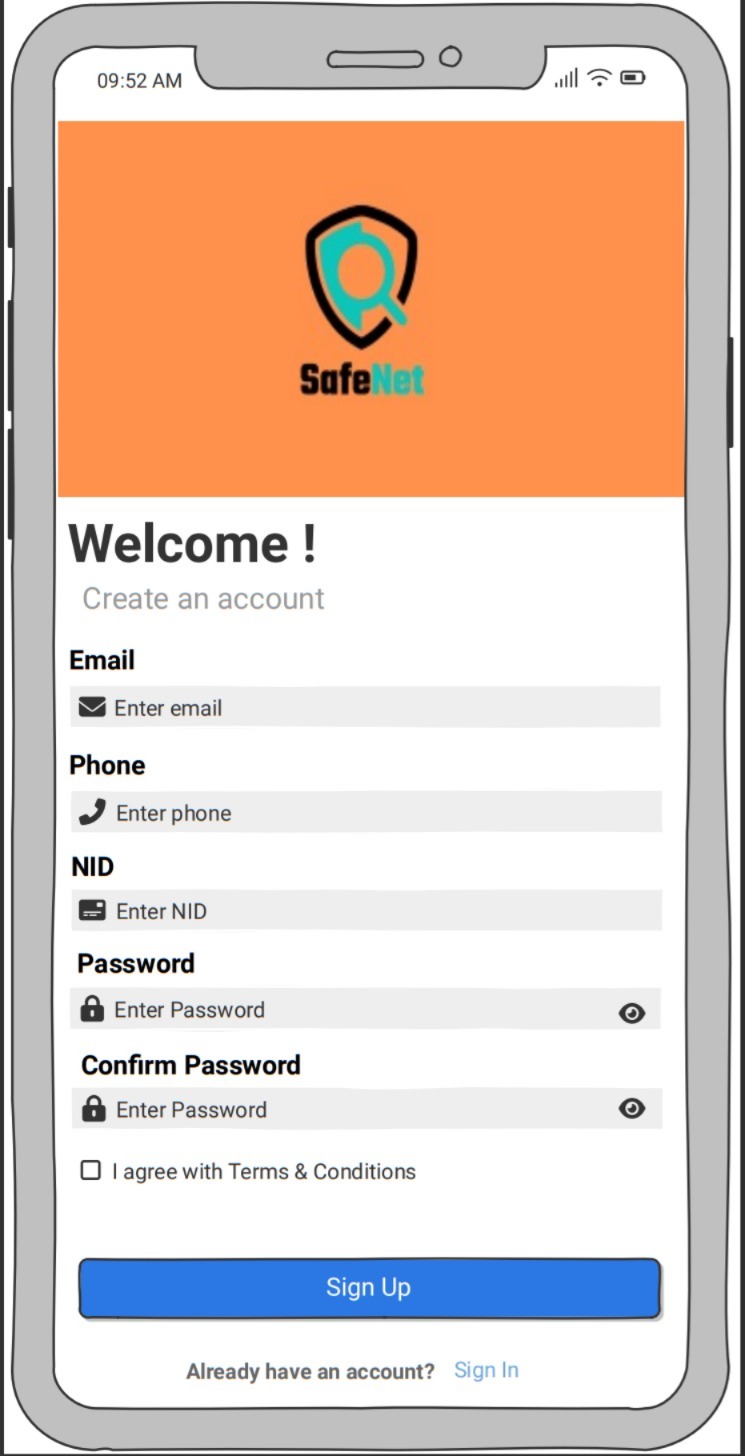 09:52 AM
SafeNet
Welcome !
Create an account
Email
Enter email
Phone
Enter phone
NID
Enter NID
Password
Enter Password
Confirm Password
Enter Password
I agree with Terms & Conditions
Sign Up
Already have an account? Sign In